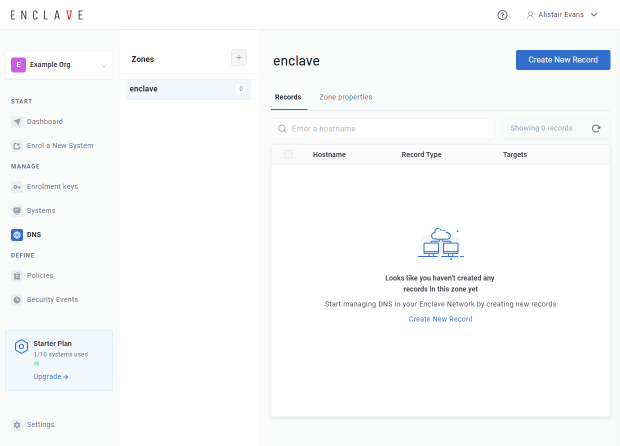 ENCLAVE
Alistair Evans
E
Example Org
START
Dashboard
Enrol a New System
MANAGE
Enrolment keys
Systems
DNS
DEFINE
Policies
Security Events
Starter Plan
1/10 systems used
Upgrade →
Settings
Zones
+
enclave
0
enclave
Create New Record
Records
Zone properties
Enter a hostname
Showing 0 records
Hostname
Record Type
Targets
Looks like you haven't created any
records in this zone yet
Start managing DNS in your Enclave Network by creating new records
Create New Record